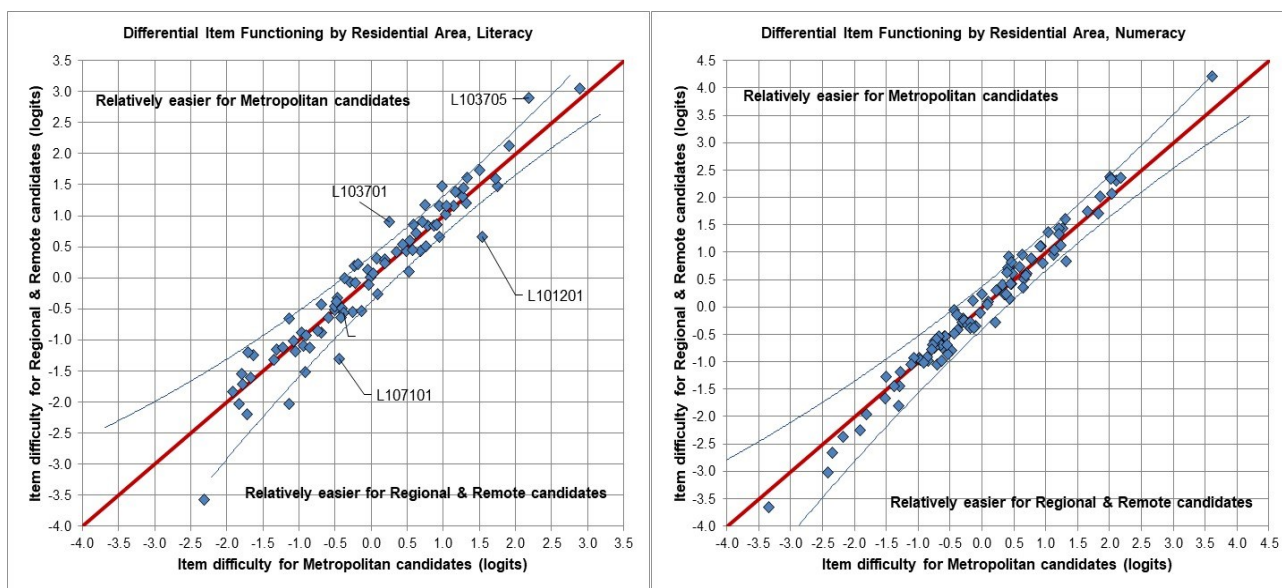 Differential Item Functioning by Residential Area, Literacy
Item difficulty for Regional & Remote candidates (logits)
3.5
3.0
2.5
2.0
1.5
1.0
0.5
0.0
-0.5
-1.0
-1.5
-2.0
-2.5
-3.0
-3.5
-4.0
Relatively easier for Metropolitan candidates
L103705
L103701
L101201
L107101
Relatively easier for Regional & Remote candidates
-4.0 -3.5 -3.0 -2.5 -2.0 -1.5 -1.0 -0.5 0.0 0.5 1.0 1.5 2.0 2.5 3.0 3.5
Item difficulty for Metropolitan candidates (logits)
Differential Item Functioning by Residential Area, Numeracy
Item difficulty for Regional & Remote candidates (logits)
4.5
4.0
3.5
3.0
2.5
2.0
1.5
1.0
0.5
0.0
-0.5
-1.0
-1.5
-2.0
-2.5
-3.0
-3.5
-4.0
Relatively easier for Metropolitan candidates
Relatively easier for Regional & Remote candidates
-4.0 -3.5 -3.0 -2.5 -2.0 -1.5 -1.0 -0.5 0.0 0.5 1.0 1.5 2.0 2.5 3.0 3.5 4.0 4.5
Item difficulty for Metropolitan candidates (logits)